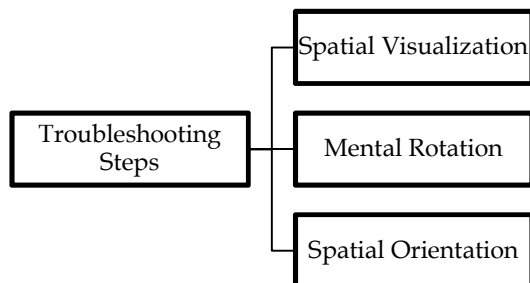 Troubleshooting
Steps
Spatial Visualization
Mental Rotation
Spatial Orientation